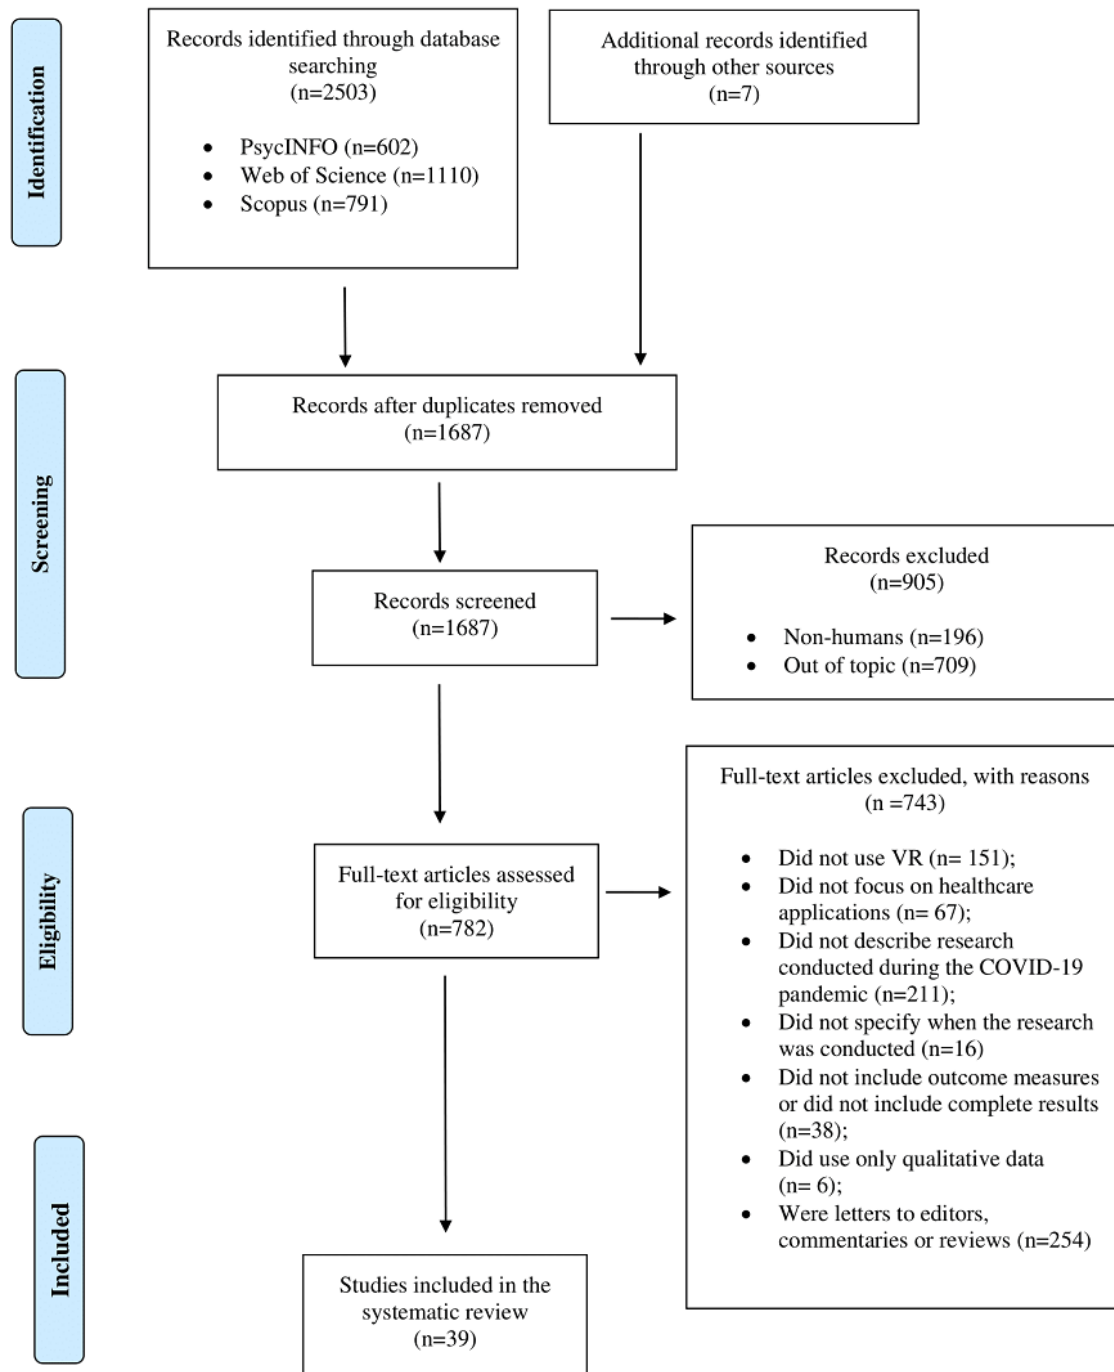 Identification
Records identified through database
searching
(n=2503)
• PsycINFO (n=602)
• Web of Science (n=1110)
• Scopus (n=791)
Additional records identified
through other sources
(n=7)
Screening
Records after duplicates removed
(n=1687)
Records screened
(n=1687)
Records excluded
(n=905)
• Non-humans (n=196)
• Out of topic (n=709)
Eligibility
Full-text articles assessed
for eligibility
(n=782)
Full-text articles excluded, with reasons
(n =743)
• Did not use VR (n= 151);
• Did not focus on healthcare
applications (n= 67);
• Did not describe research
conducted during the COVID-19
pandemic (n=211);
• Did not specify when the research
was conducted (n=16)
• Did not include outcome measures
or did not include complete results
(n=38);
• Did use only qualitative data
(n= 6);
• Were letters to editors,
commentaries or reviews (n=254)
Included
Studies included in the
systematic review
(n=39)